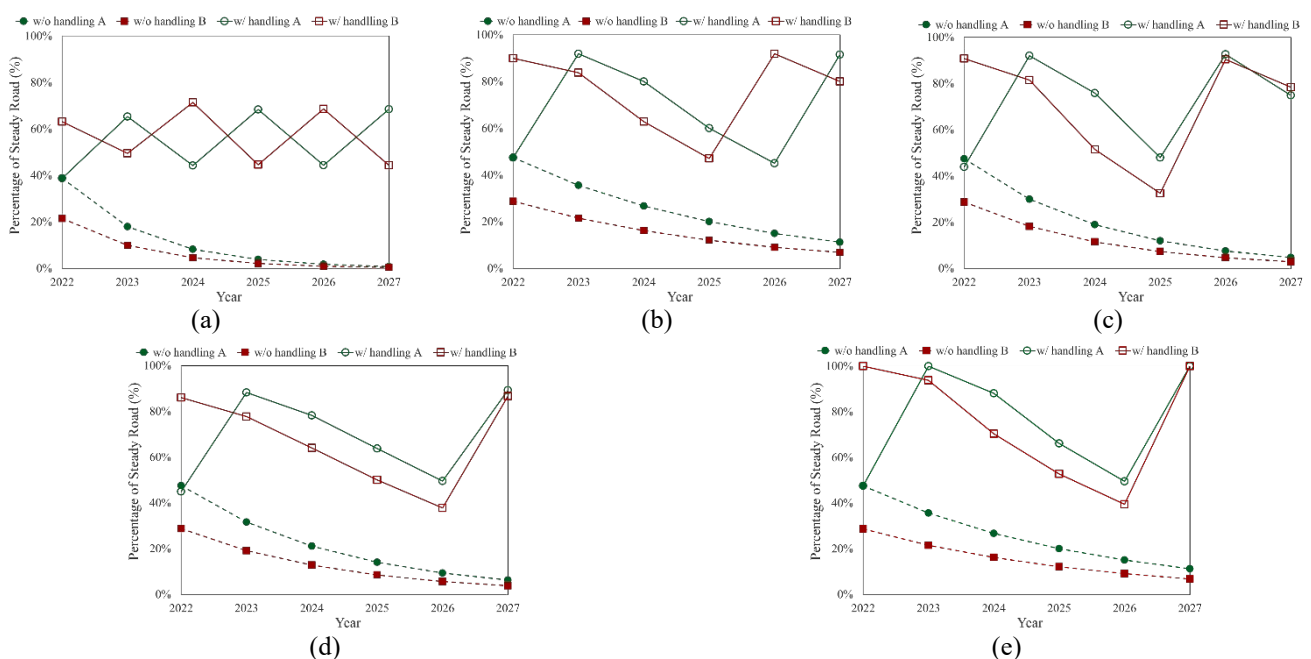 w/o handling A w/o handling B w/ handling A w/ handlling B
100%
80%
60%
40%
20%
0%
Percentage of Steady Road (%)
2022 2023 2024 2025 2026 2027
Year
(a)
w/o handling A w/o handling B w/ handling A w/ handling B
100%
80%
60%
40%
20%
0%
Percentage of Steady Road (%)
2022 2023 2024 2025 2026 2027
Year
(b)
w/o handling A w/o handling B w/ handling A w/ handling B
100%
80%
60%
40%
20%
0%
Percentage of Steady Road (%)
2022 2023 2024 2025 2026 2027
Year
(c)
w/o handling A w/o handling B w/ handling A w/ handling B
100%
80%
60%
40%
20%
0%
Percentage of Steady Road (%)
2022 2023 2024 2025 2026 2027
Year
(d)
w/o handling A w/o handling B w/ handling A w/ handling B
100%
80%
60%
40%
20%
0%
Percentage of Steady Road (%)
2022 2023 2024 2025 2026 2027
Year
(e)